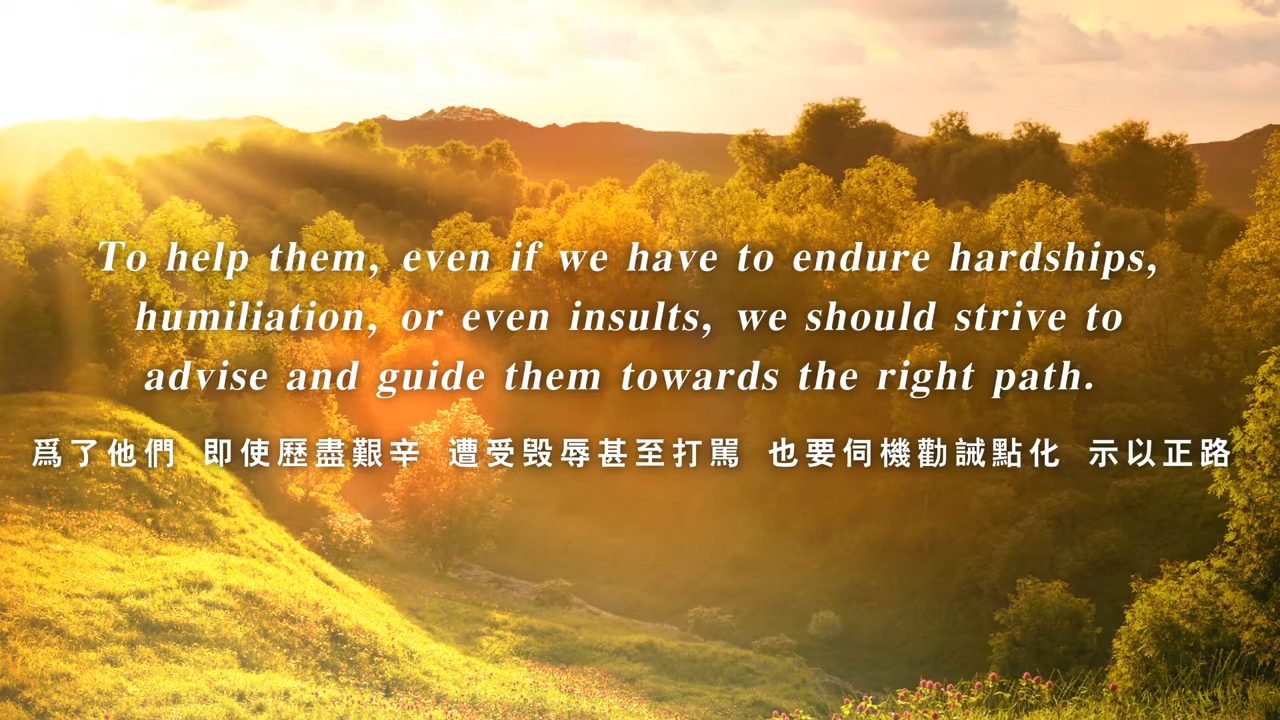 To help them, even if we have to endure hardships,
humiliation, or even insults, we should strive to
advise and guide them towards the right path.
爲了他們 即使歷盡艱辛 遭受毀辱甚至打駡 也要伺機勸誡點化 示以正路